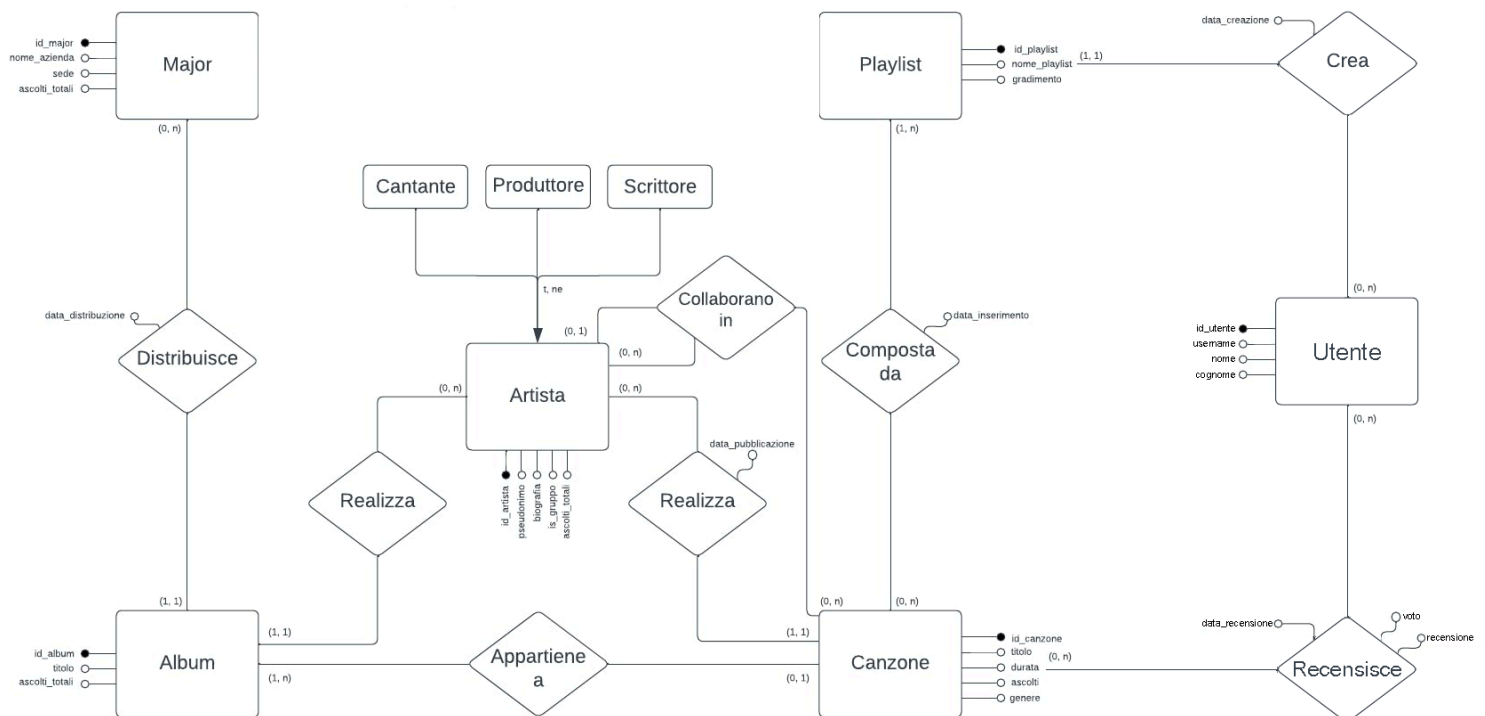 data_creazione
id_major
nome_azienda
sede
ascolti_totali
Major
(0, n)
Playlist
id_playlist
nome_playlist
gradimento
(1, 1)
Crea
(1, n)
Cantante
Produttore
Scrittore
t, ne
Collaborano
in
(0, 1)
(0, n)
(0, n)
data_distribuzione
Distribuisce
data_inserimento
Composta
da
id_utente
username
nome
cognome
Utente
(0, n)
(0, n)
Artista
(0, n)
(0, n)
data_pubblicazione
id_artista
pseudonimo
biografia
is_gruppo
ascolti_totali
Realizza
Realizza
(1, 1)
(0, n)
(0, n)
(1, 1)
(1, 1)
id_album
titolo
ascolti_totali
Album
(1, n)
Appartiene
a
(0, 1)
Canzone
id_canzone
titolo
durata
ascolti
genere
(0, n)
data_recensione
voto
recensione
Recensisce